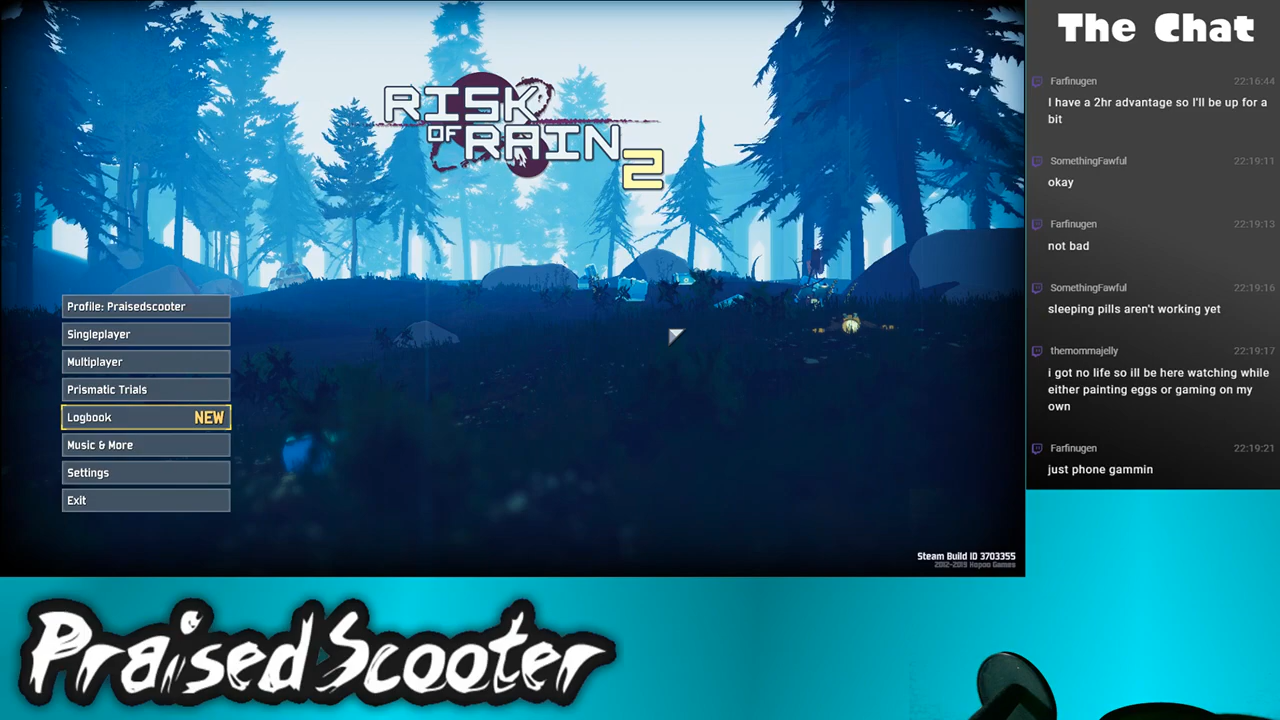 RISK
OF RAIN
2
Profile: Praisedscooter
Singleplayer
Multiplayer
Prismatic Trials
Logbook NEW
Music & More
Settings
Exit
Steam Build ID 3703355
2012-2019 Hopoo Games
The Chat
Farfinugen 22:16:44
I have a 2hr advantage so I'll be up for a
bit
SomethingFawful 22:19:11
okay
Farfinugen 22:19:13
not bad
SomethingFawful 22:19:16
sleeping pills aren't working yet
themommajelly 22:19:17
i got no life so ill be here watching while
either painting eggs or gaming on my
own
Farfinugen 22:19:21
just phone gammin
PraisedScooter